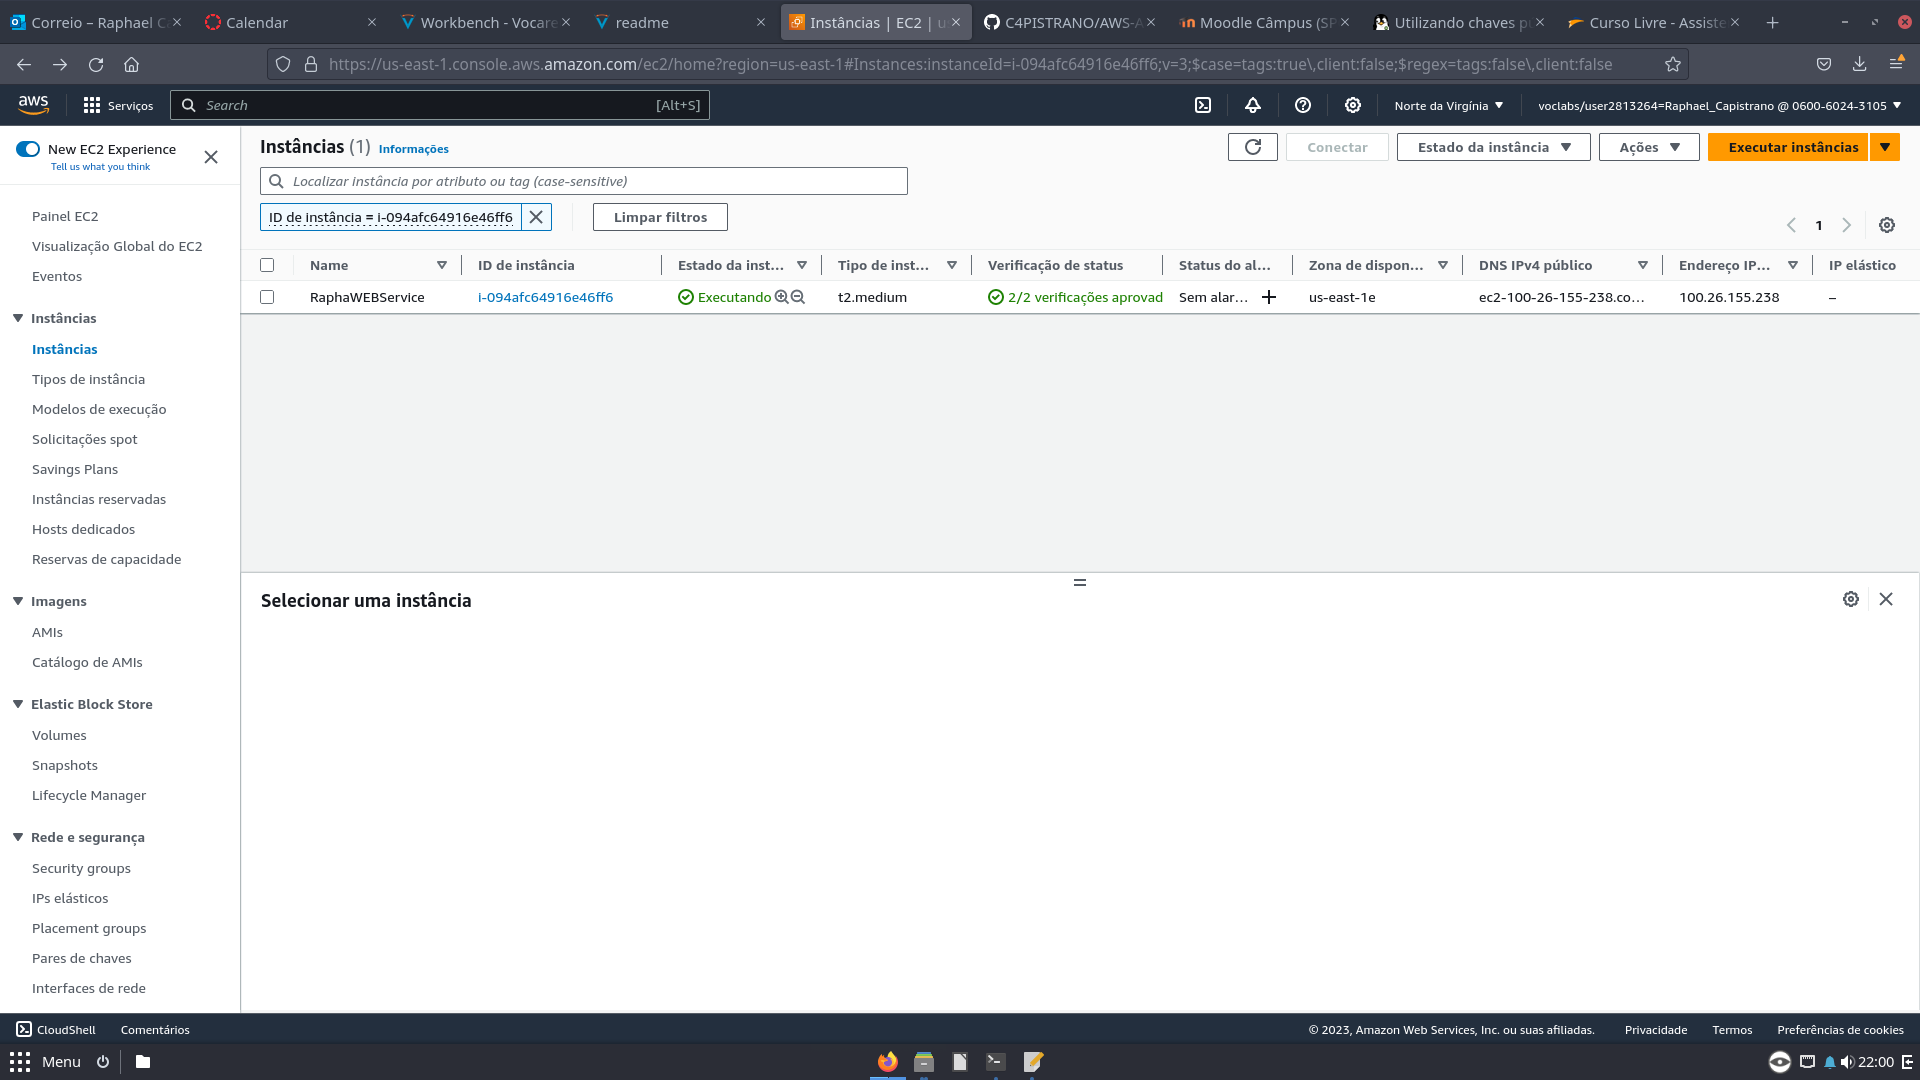 Correio – Raphael C
Calendar
Workbench - Vocare
readme
Instâncias | EC2 | u
C4PISTRANO/AWS-A
Moodle Câmpus (SP
Utilizando chaves p
Curso Livre - Assiste
https://us-east-1.console.aws.amazon.com/ec2/home?region=us-east-1#Instances:instanceId=i-094afc64916e46ff6;v=3;$case=tags:true\,client:false;$regex=tags:false\,client:false
aws
Serviços
Search
[Alt+S]
Norte da Virgínia
voclabs/user2813264=Raphael_Capistrano @ 0600-6024-3105
New EC2 Experience
Tell us what you think
Painel EC2
Visualização Global do EC2
Eventos
Instâncias
Instâncias
Tipos de instância
Modelos de execução
Solicitações spot
Savings Plans
Instâncias reservadas
Hosts dedicados
Reservas de capacidade
Imagens
AMIs
Catálogo de AMIs
Elastic Block Store
Volumes
Snapshots
Lifecycle Manager
Rede e segurança
Security groups
IPs elásticos
Placement groups
Pares de chaves
Interfaces de rede
Instâncias (1) Informações
Conectar
Estado da instância
Ações
Executar instâncias
Localizar instância por atributo ou tag (case-sensitive)
ID de instância = i-094afc64916e46ff6
Limpar filtros
1
Name
ID de instância
Estado da inst...
Tipo de inst...
Verificação de status
Status do al...
Zona de dispon...
DNS IPv4 público
Endereço IP...
IP elástico
RaphaWEBService
i-094afc64916e46ff6
Executando
t2.medium
2/2 verificações aprovad
Sem alar...
us-east-1e
ec2-100-26-155-238.co...
100.26.155.238
–
Selecionar uma instância
CloudShell
Comentários
© 2023, Amazon Web Services, Inc. ou suas afiliadas.
Privacidade
Termos
Preferências de cookies
Menu
22:00